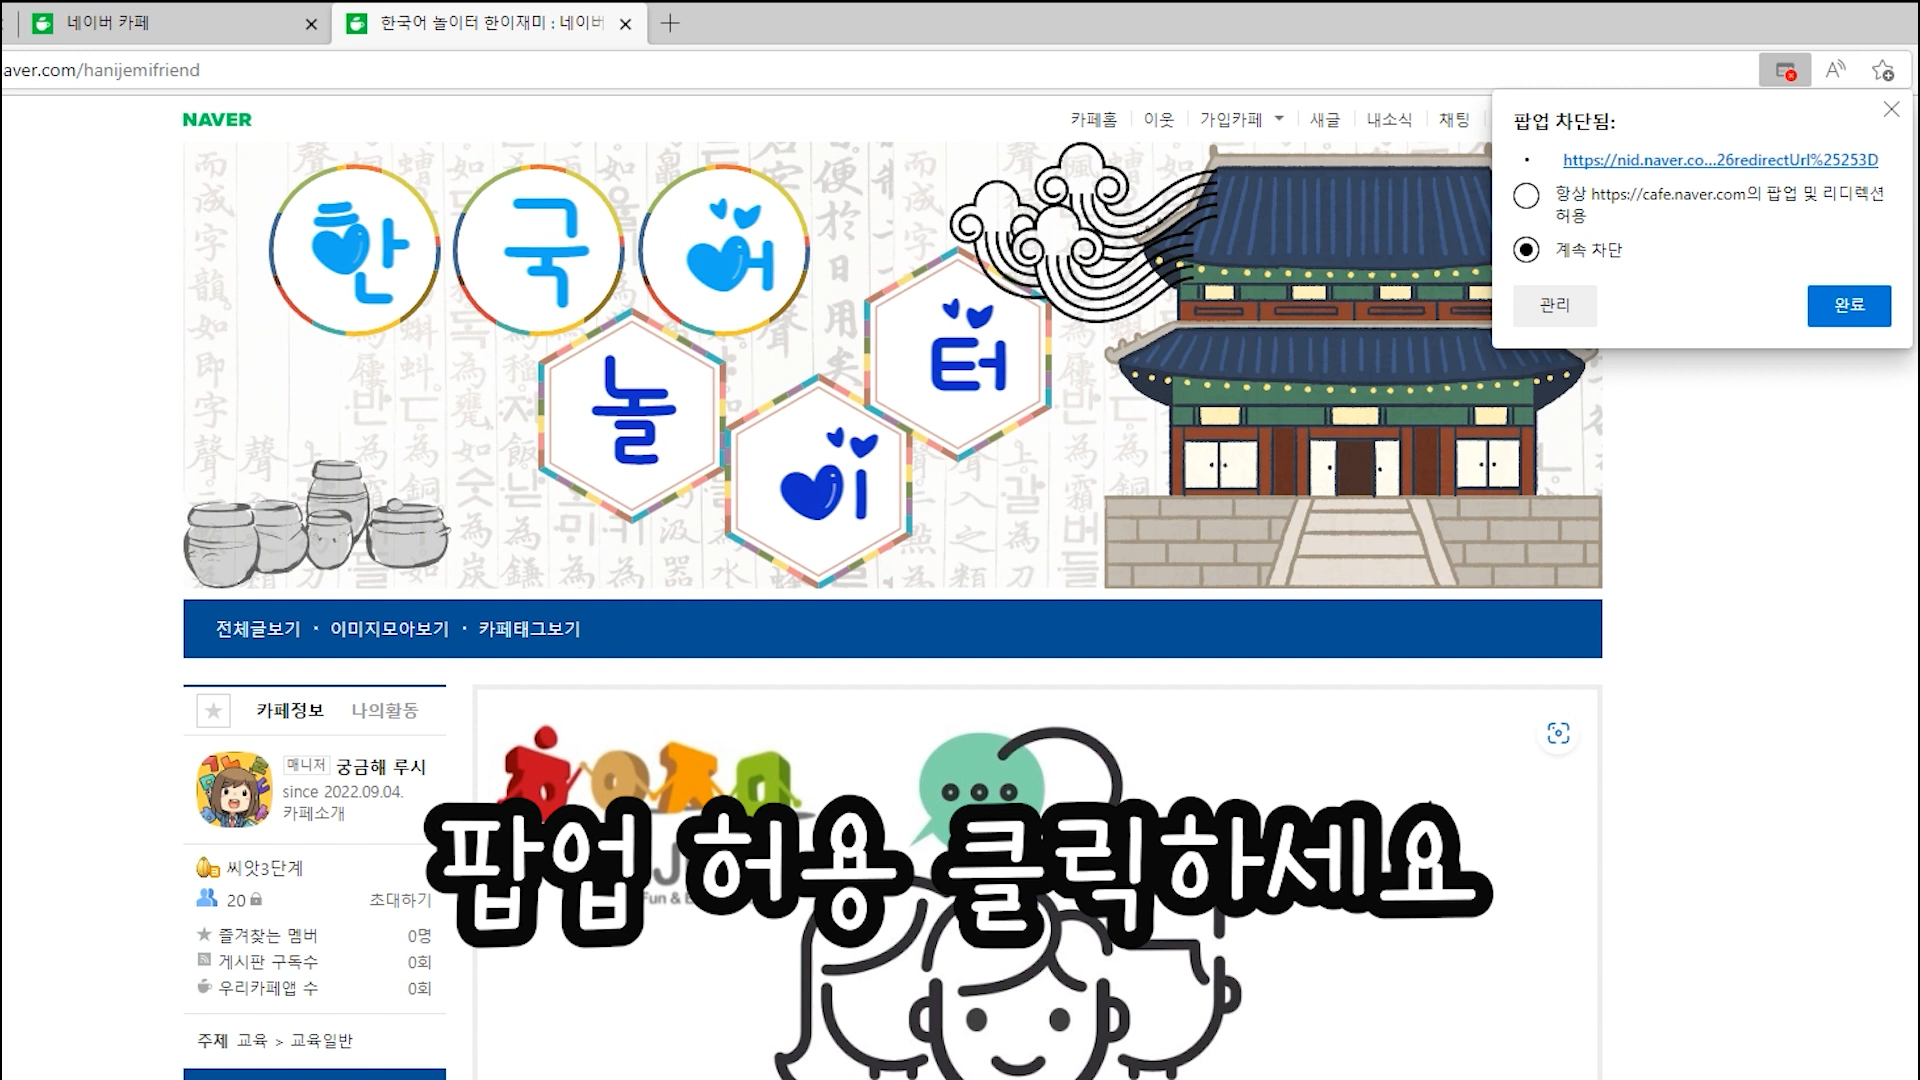 네이버 카페
한국어 놀이터 한이재미 : 네이버
aver.com/hanijemifriend
NAVER
카페홈 이웃 가입카페 새글 내소식 채팅
팝업 차단됨:
https://nid.naver.co...26redirectUrl%25253D
항상 https://cafe.naver.com의 팝업 및 리디렉션
허용
계속 차단
관리
완료
한 국 어
놀 이 터
전체글보기 · 이미지모아보기 · 카페태그보기
카페정보 나의활동
매니저 궁금해 루시
since 2022.09.04.
카페소개
씨앗3단계
20 초대하기
즐겨찾는 멤버 0명
게시판 구독수 0회
우리카페앱 수 0회
주제 교육 > 교육일반
팝업 허용 클릭하세요